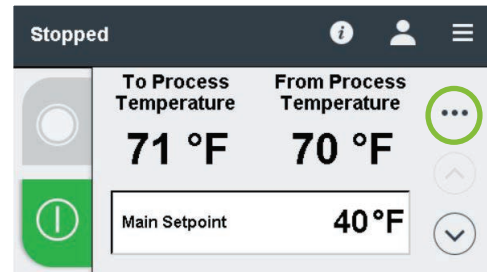 Stopped
To Process From Process
Temperature Temperature
71 °F 70 °F
Main Setpoint 40°F